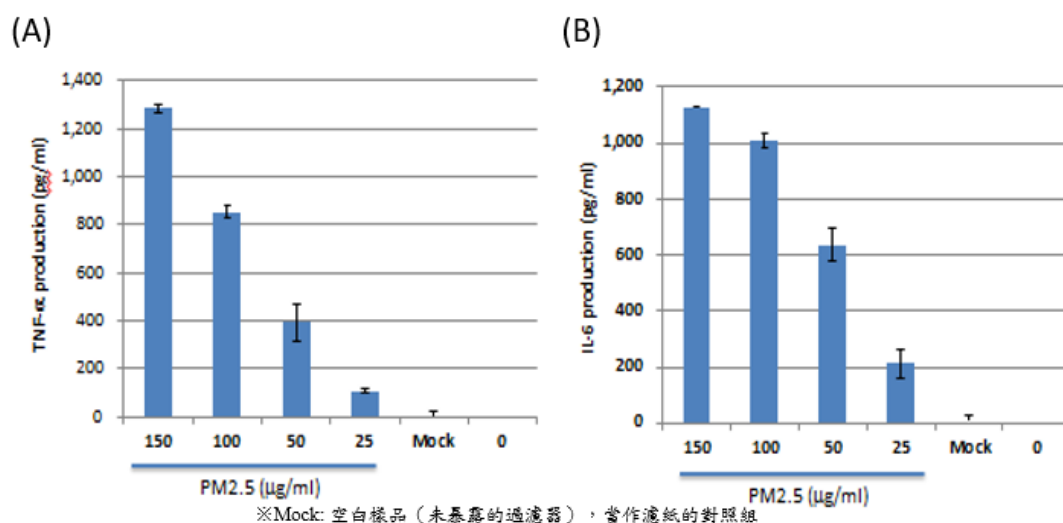 (A)
TNF-α production (pg/ml)
1,400
1,200
1,000
800
600
400
200
0
150 100 50 25 Mock 0
PM2.5 (μg/ml)
(B)
IL-6 production (pg/ml)
1,200
1,000
800
600
400
200
0
150 100 50 25 Mock 0
PM2.5 (μg/ml)
※Mock: 空白樣品（未暴露的過濾器），當作濾紙的對照組